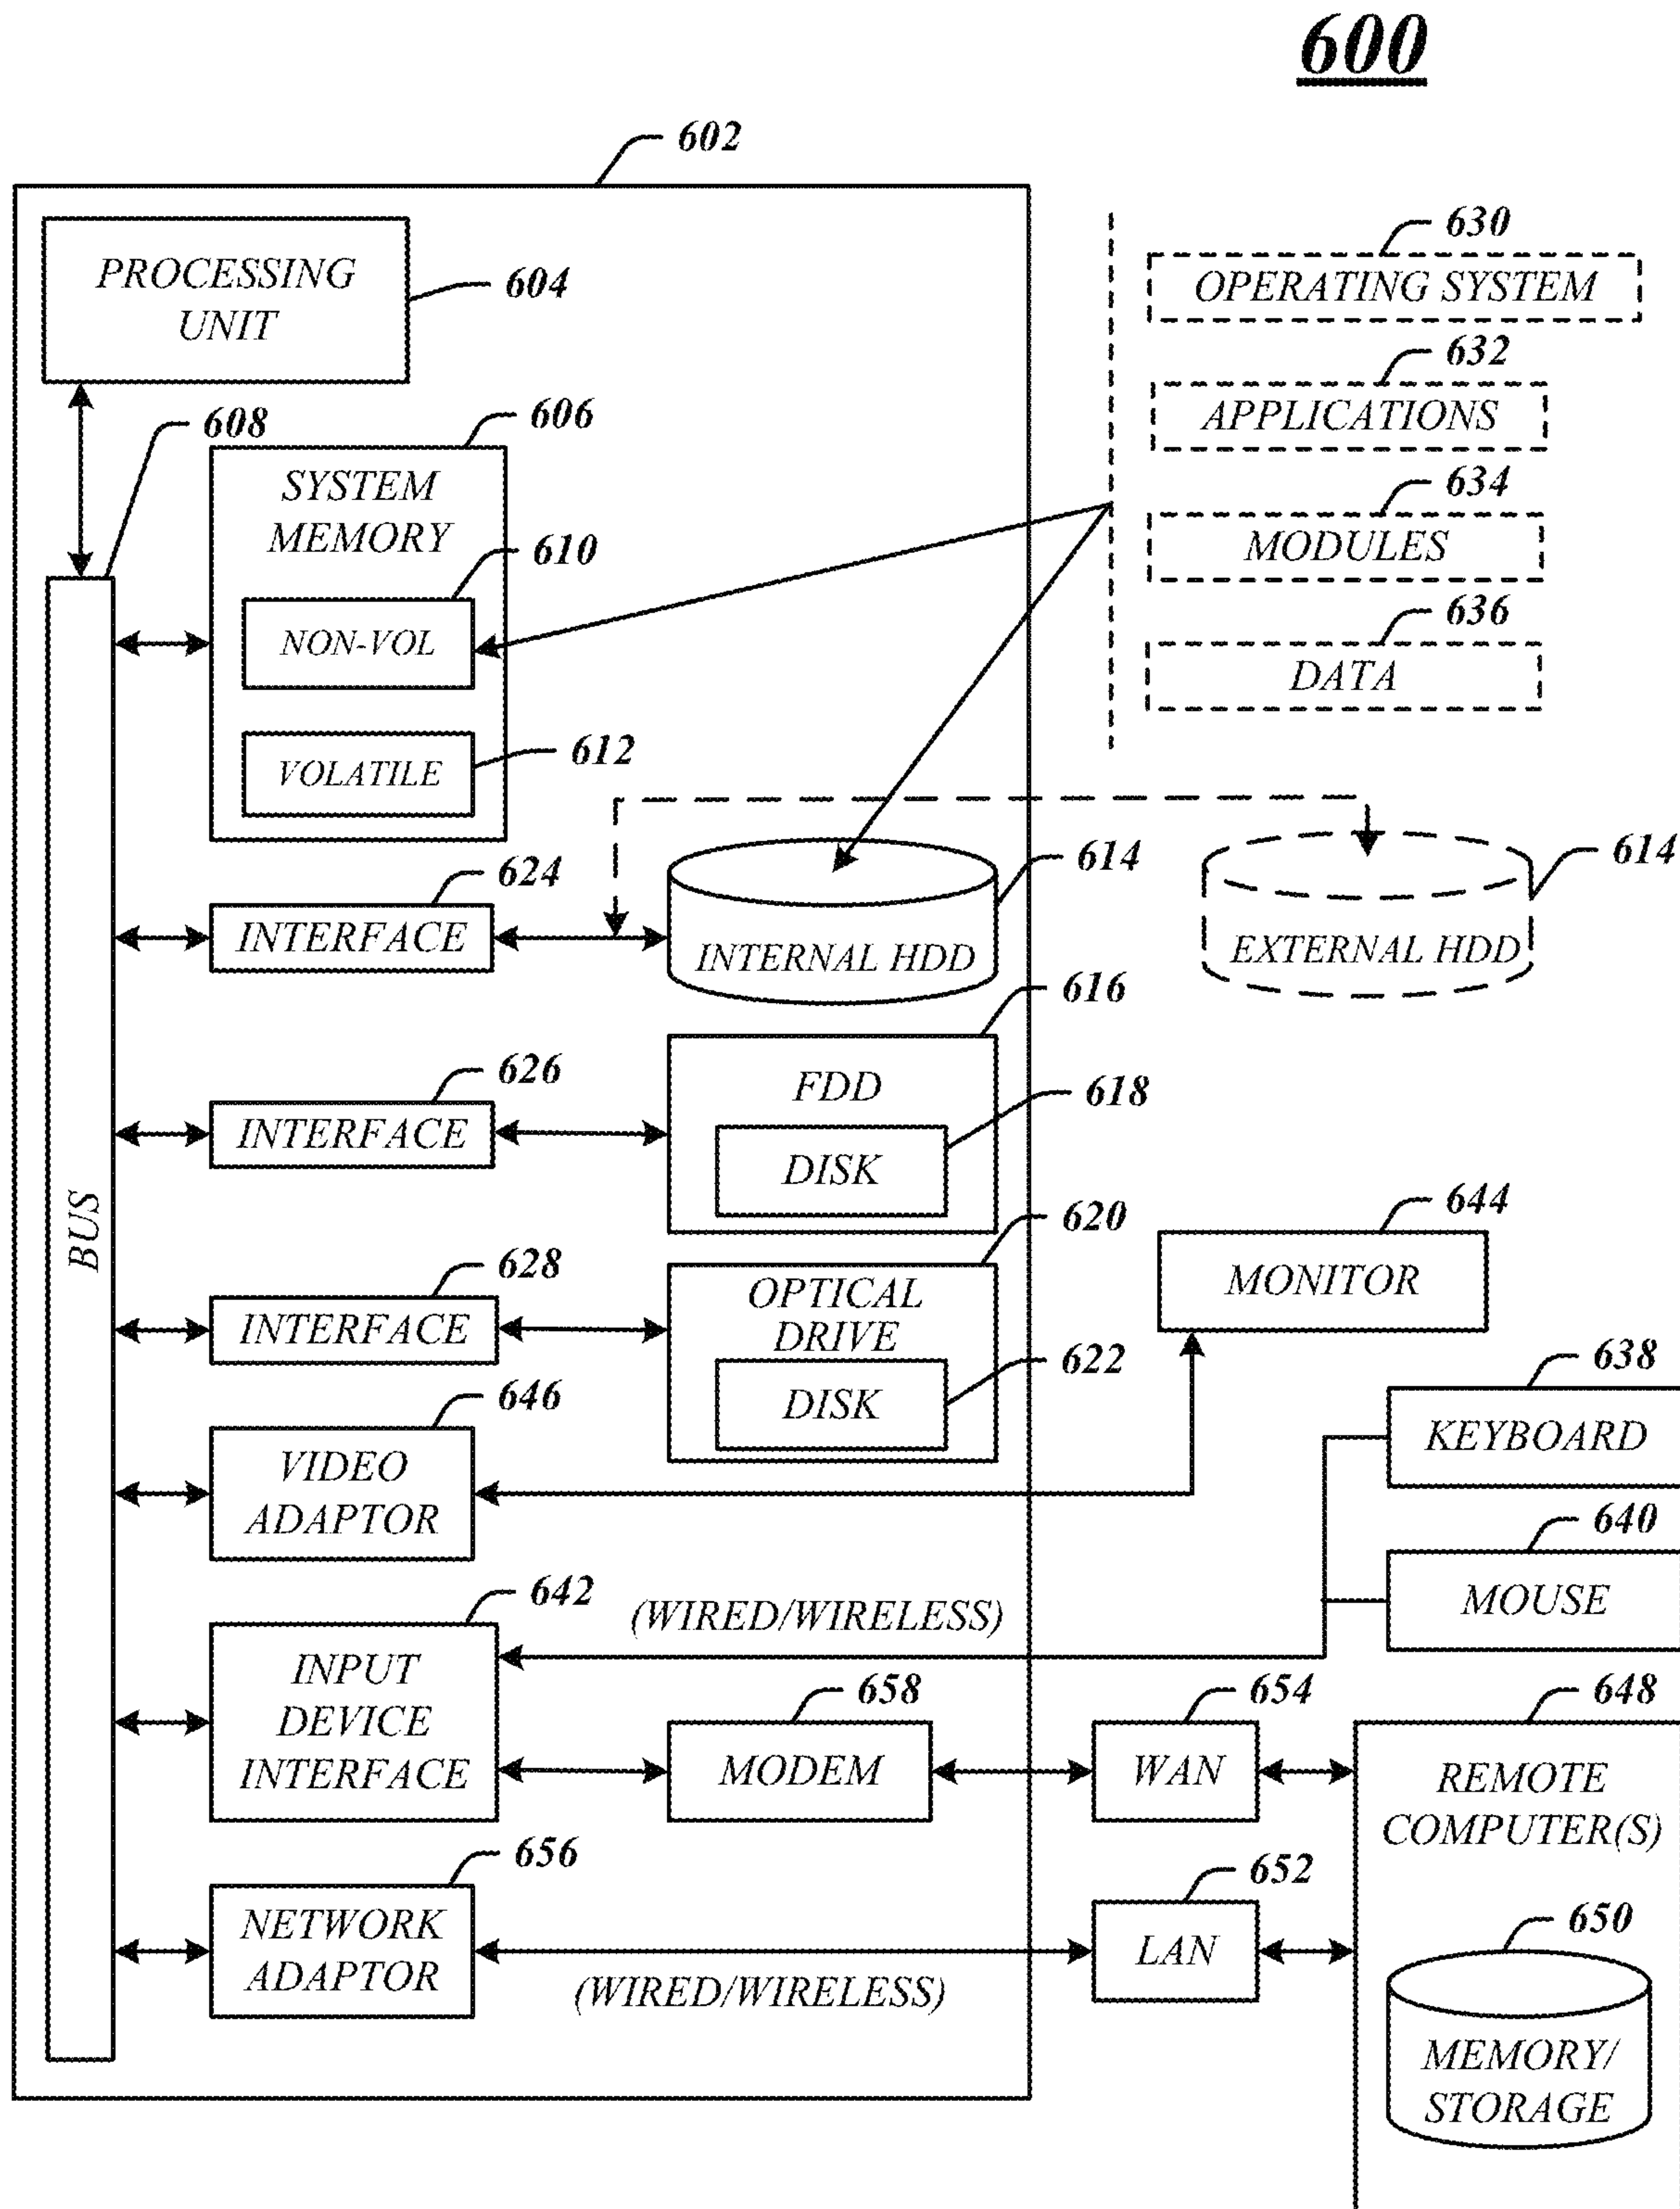 600
602
PROCESSING
UNIT
604
608
606
SYSTEM
MEMORY
610
NON-VOL
612
VOLATILE
630
OPERATING SYSTEM
632
APPLICATIONS
634
MODULES
636
DATA
624
INTERFACE
614
INTERNAL HDD
614
EXTERNAL HDD
616
626
INTERFACE
FDD
618
DISK
BUS
620
628
INTERFACE
OPTICAL
DRIVE
622
DISK
644
MONITOR
646
VIDEO
ADAPTOR
638
KEYBOARD
640
MOUSE
642
(WIRED/WIRELESS)
INPUT
DEVICE
INTERFACE
658
MODEM
654
WAN
648
REMOTE
COMPUTER(S)
656
NETWORK
ADAPTOR
(WIRED/WIRELESS)
652
LAN
650
MEMORY/
STORAGE